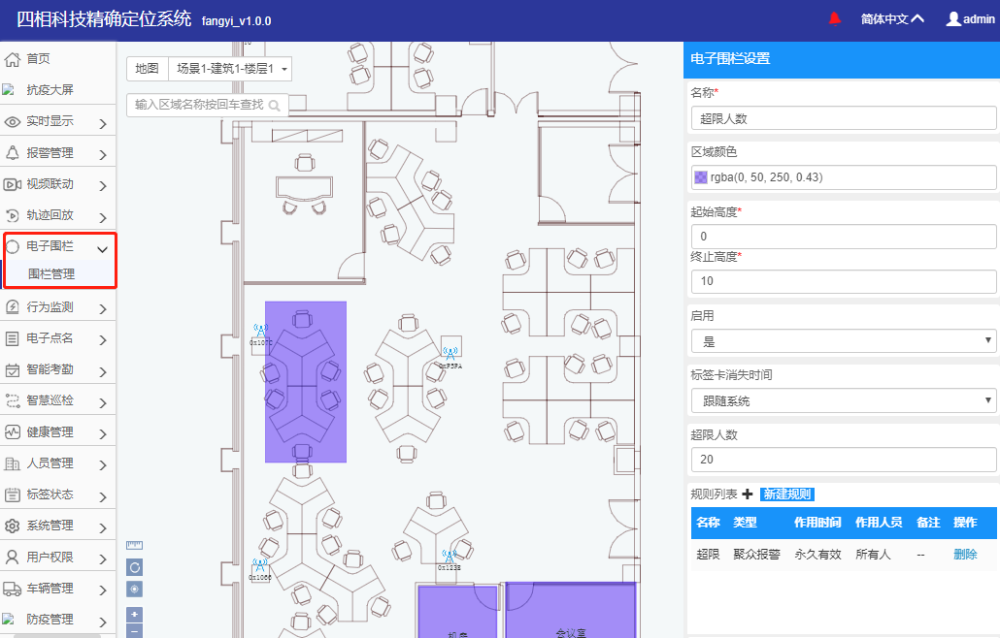 四相科技精确定位系统 fangyi_v1.0.0
简体中文 admin
首页
抗疫大屏
实时显示
报警管理
视频联动
轨迹回放
电子围栏
围栏管理
行为监测
电子点名
智能考勤
智慧巡检
健康管理
人员管理
标签状态
系统管理
用户权限
车辆管理
防疫管理
地图 场景1-建筑1-楼层1
输入区域名称按回车查找
0x107C
0x1066
会议室
电子围栏设置
名称*
超限人数
区域颜色
rgba(0, 50, 250, 0.43)
起始高度*
0
终止高度*
10
启用
是
标签卡消失时间
跟随系统
超限人数
20
规则列表 + 新建规则
名称 类型 作用时间 作用人员 备注 操作
超限 聚众报警 永久有效 所有人 -- 删除